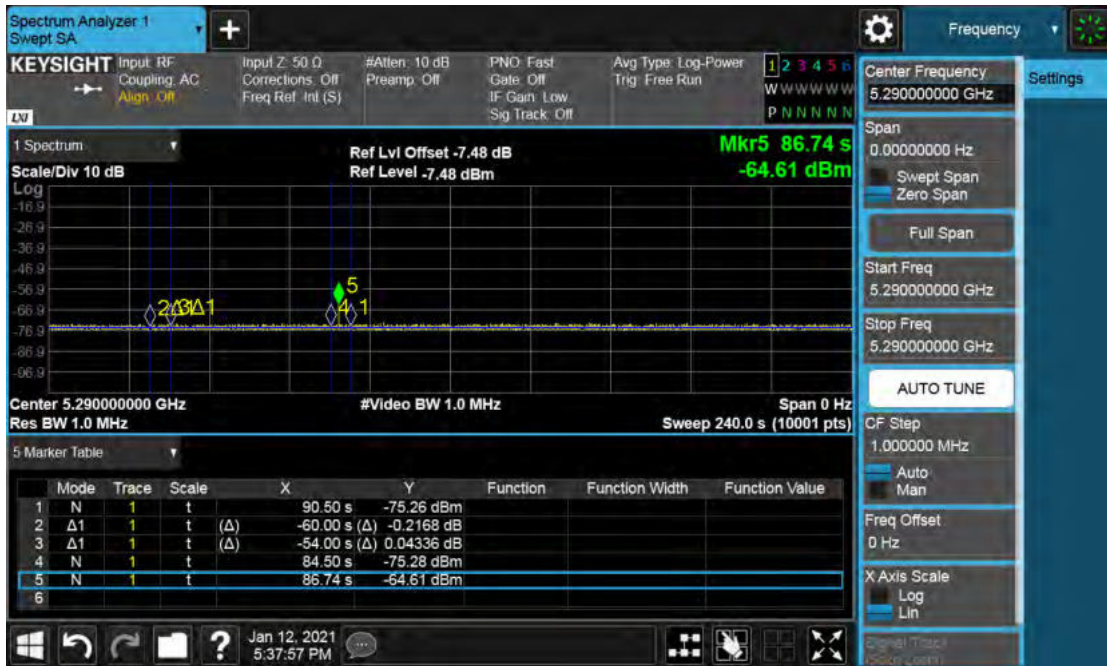 Spectrum Analyzer 1
Swept SA
+
Frequency
KEYSIGHT
Input: RF
Coupling: AC
Align: Off
Input Z: 50 Ω
Corrections: Off
Freq Ref: Int (S)
#Atten: 10 dB
Preamp: Off
PNO: Fast
Gate: Off
IF Gain: Low
Sig Track: Off
Avg Type: Log-Power
Trig: Free Run
1 2 3 4 5 6
W W W W W W
P N N N N N
LXI
Center Frequency
5.290000000 GHz
Settings
Span
0.00000000 Hz
Swept Span
Zero Span
Full Span
Start Freq
5.290000000 GHz
Stop Freq
5.290000000 GHz
AUTO TUNE
CF Step
1.000000 MHz
Auto
Man
Freq Offset
0 Hz
X Axis Scale
Log
Lin
Signal Track
(Span Zoom)
1 Spectrum
Scale/Div 10 dB
Ref Lvl Offset -7.48 dB
Ref Level -7.48 dBm
Mkr5 86.74 s
-64.61 dBm
Log
-16.9
-26.9
-36.9
-46.9
-56.9
-66.9
-76.9
-86.9
-96.9
5
2Δ1
3Δ1
4
1
Center 5.290000000 GHz
Res BW 1.0 MHz
#Video BW 1.0 MHz
Span 0 Hz
Sweep 240.0 s (10001 pts)
5 Marker Table
Mode Trace Scale X Y Function Function Width Function Value
1 N 1 t 90.50 s -75.26 dBm
2 Δ1 1 t (Δ) -60.00 s (Δ) -0.2168 dB
3 Δ1 1 t (Δ) -54.00 s (Δ) 0.04336 dB
4 N 1 t 84.50 s -75.28 dBm
5 N 1 t 86.74 s -64.61 dBm
6
?
Jan 12, 2021
5:37:57 PM